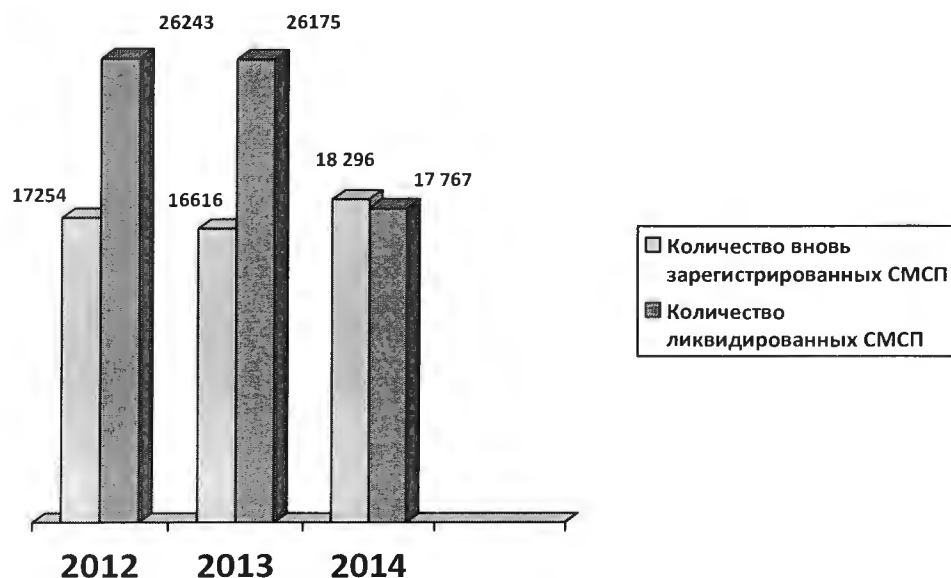 26243
26175
18 296
17 767
17254
16616
Количество вновь
зарегистрированных СМСП
Количество
ликвидированных СМСП
2012
2013
2014